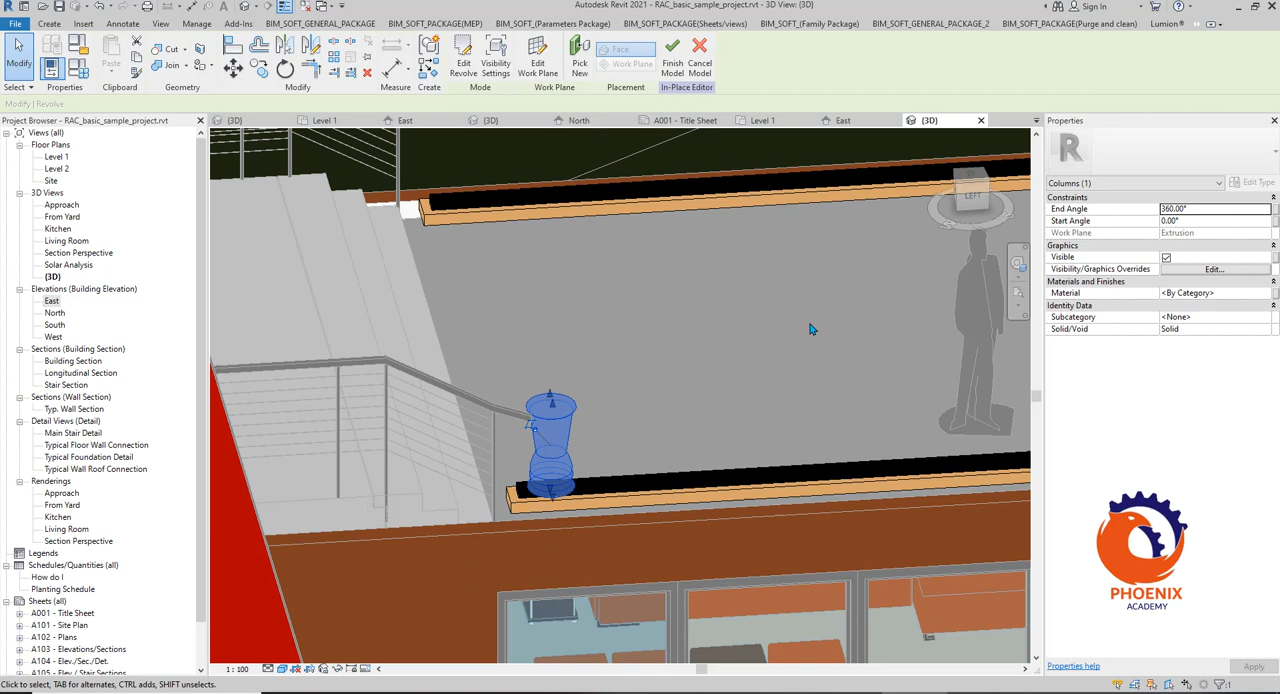 Autodesk Revit 2021 - RAC_basic_sample_project.rvt - 3D View: {3D}
Sign In
File Create Insert Annotate View Manage Add-Ins BIM_SOFT_GENERAL_PACKAGE BIM_SOFT_PACKAGE(MEP) BIM_SOFT_(Parameters Package) BIM_SOFT_PACKAGE(Sheets/views) BIM_SOFT_(Family Package) BIM_SOFT_GENERAL_PACKAGE_2 BIM_SOFT_PACKAGE(Purge and clean) Lumion®
Modify Paste Cut Join Edit Revolve Visibility Settings Edit Work Plane Pick New Face Work Plane Finish Model Cancel Model
Select Properties Clipboard Geometry Modify Measure Create Mode Work Plane Placement In-Place Editor
Modify | Revolve
Project Browser - RAC_basic_sample_project.rvt
{3D} Level 1 East {3D} North A001 - Title Sheet Level 1 East {3D}
Views (all)
Floor Plans
Level 1
Level 2
Site
3D Views
Approach
From Yard
Kitchen
Living Room
Section Perspective
Solar Analysis
{3D}
Elevations (Building Elevation)
East
North
South
West
Sections (Building Section)
Building Section
Longitudinal Section
Stair Section
Sections (Wall Section)
Typ. Wall Section
Detail Views (Detail)
Main Stair Detail
Typical Floor Wall Connection
Typical Foundation Detail
Typical Wall Roof Connection
Renderings
Approach
From Yard
Kitchen
Living Room
Section Perspective
Legends
Schedules/Quantities (all)
How do I
Planting Schedule
Sheets (all)
A001 - Title Sheet
A101 - Site Plan
A102 - Plans
A103 - Elevations/Sections
A104 - Elev./Sec./Det.
LEFT
Properties
R
Columns (1) Edit Type
Constraints
End Angle 360.00°
Start Angle 0.00°
Work Plane Extrusion
Graphics
Visible
Visibility/Graphics Overrides Edit...
Materials and Finishes
Material <By Category>
Identity Data
Subcategory <None>
Solid/Void Solid
PHOENIX
ACADEMY
Properties help Apply
1 : 100
Click to select, TAB for alternates, CTRL adds, SHIFT unselects.
:1